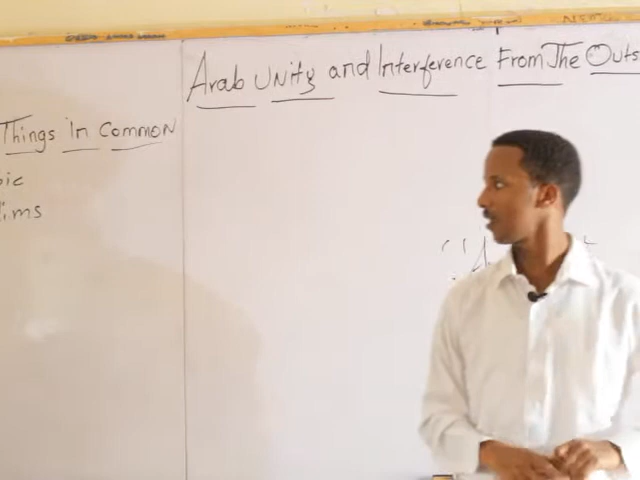 Arab Unity and Interference From The Outs
Things in common
bic
lims